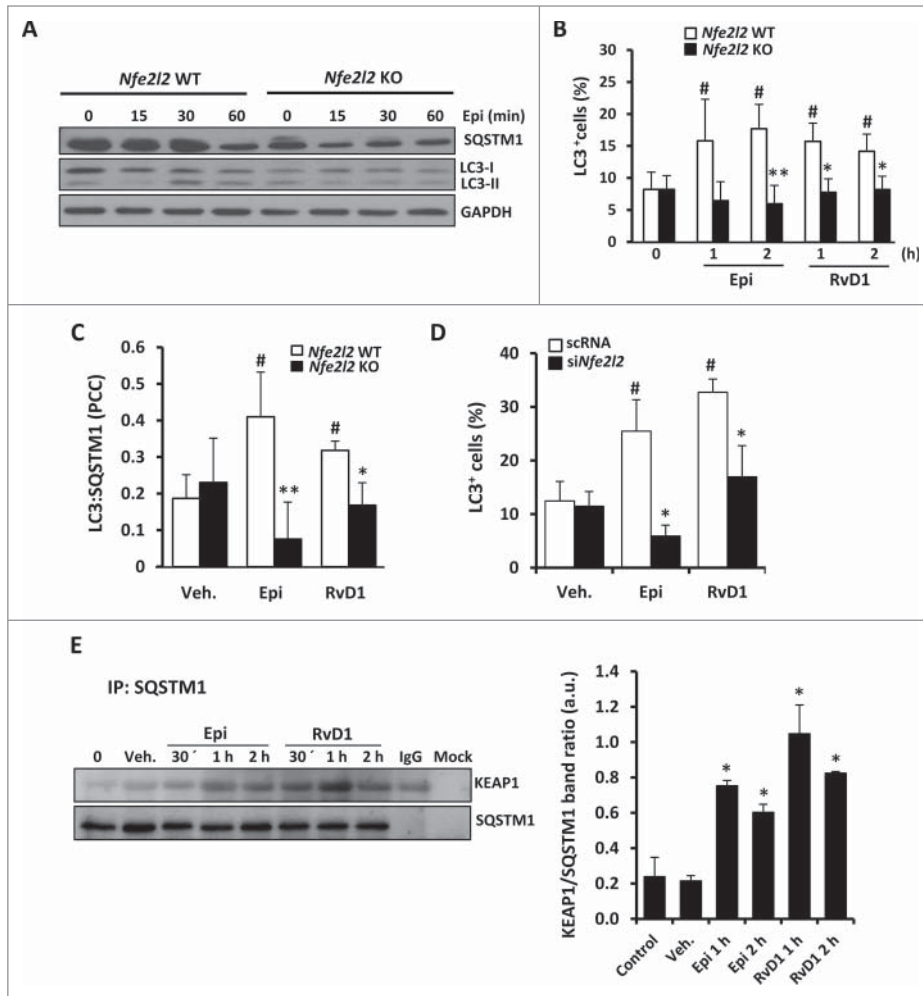 A
Nfe2l2 WT Nfe2l2 KO
0 15 30 60 0 15 30 60 Epi (min)
SQSTM1
LC3-I
LC3-II
GAPDH
B
Nfe2l2 WT
Nfe2l2 KO
LC3⁺cells (%)
30
25
20
15
10
5
0
# # # #
** * *
0 1 2 1 2 (h)
Epi RvD1
C
Nfe2l2 WT
Nfe2l2 KO
LC3:SQSTM1 (PCC)
0.6
0.5
0.4
0.3
0.2
0.1
0
# #
** *
Veh. Epi RvD1
D
scRNA
siNfe2l2
LC3⁺ cells (%)
40
30
20
10
0
# #
* *
Veh. Epi RvD1
E
IP: SQSTM1
Epi RvD1
0 Veh. 30´ 1 h 2 h 30´ 1 h 2 h IgG Mock
KEAP1
SQSTM1
KEAP1/SQSTM1 band ratio (a.u.)
1.4
1.2
1.0
0.8
0.6
0.4
0.2
0.0
* * * *
Control Veh. Epi 1 h Epi 2 h RvD1 1 h RvD1 2 h